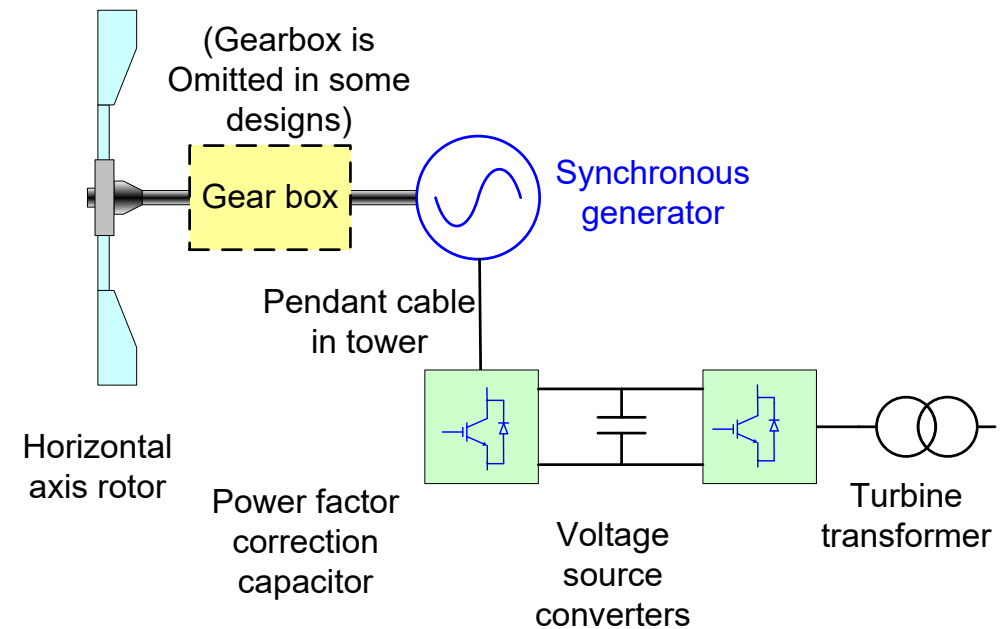 (Gearbox is
Omitted in some
designs)
Gear box
Synchronous
generator
Pendant cable
in tower
Horizontal
axis rotor
Power factor
correction
capacitor
Voltage
source
converters
Turbine
transformer